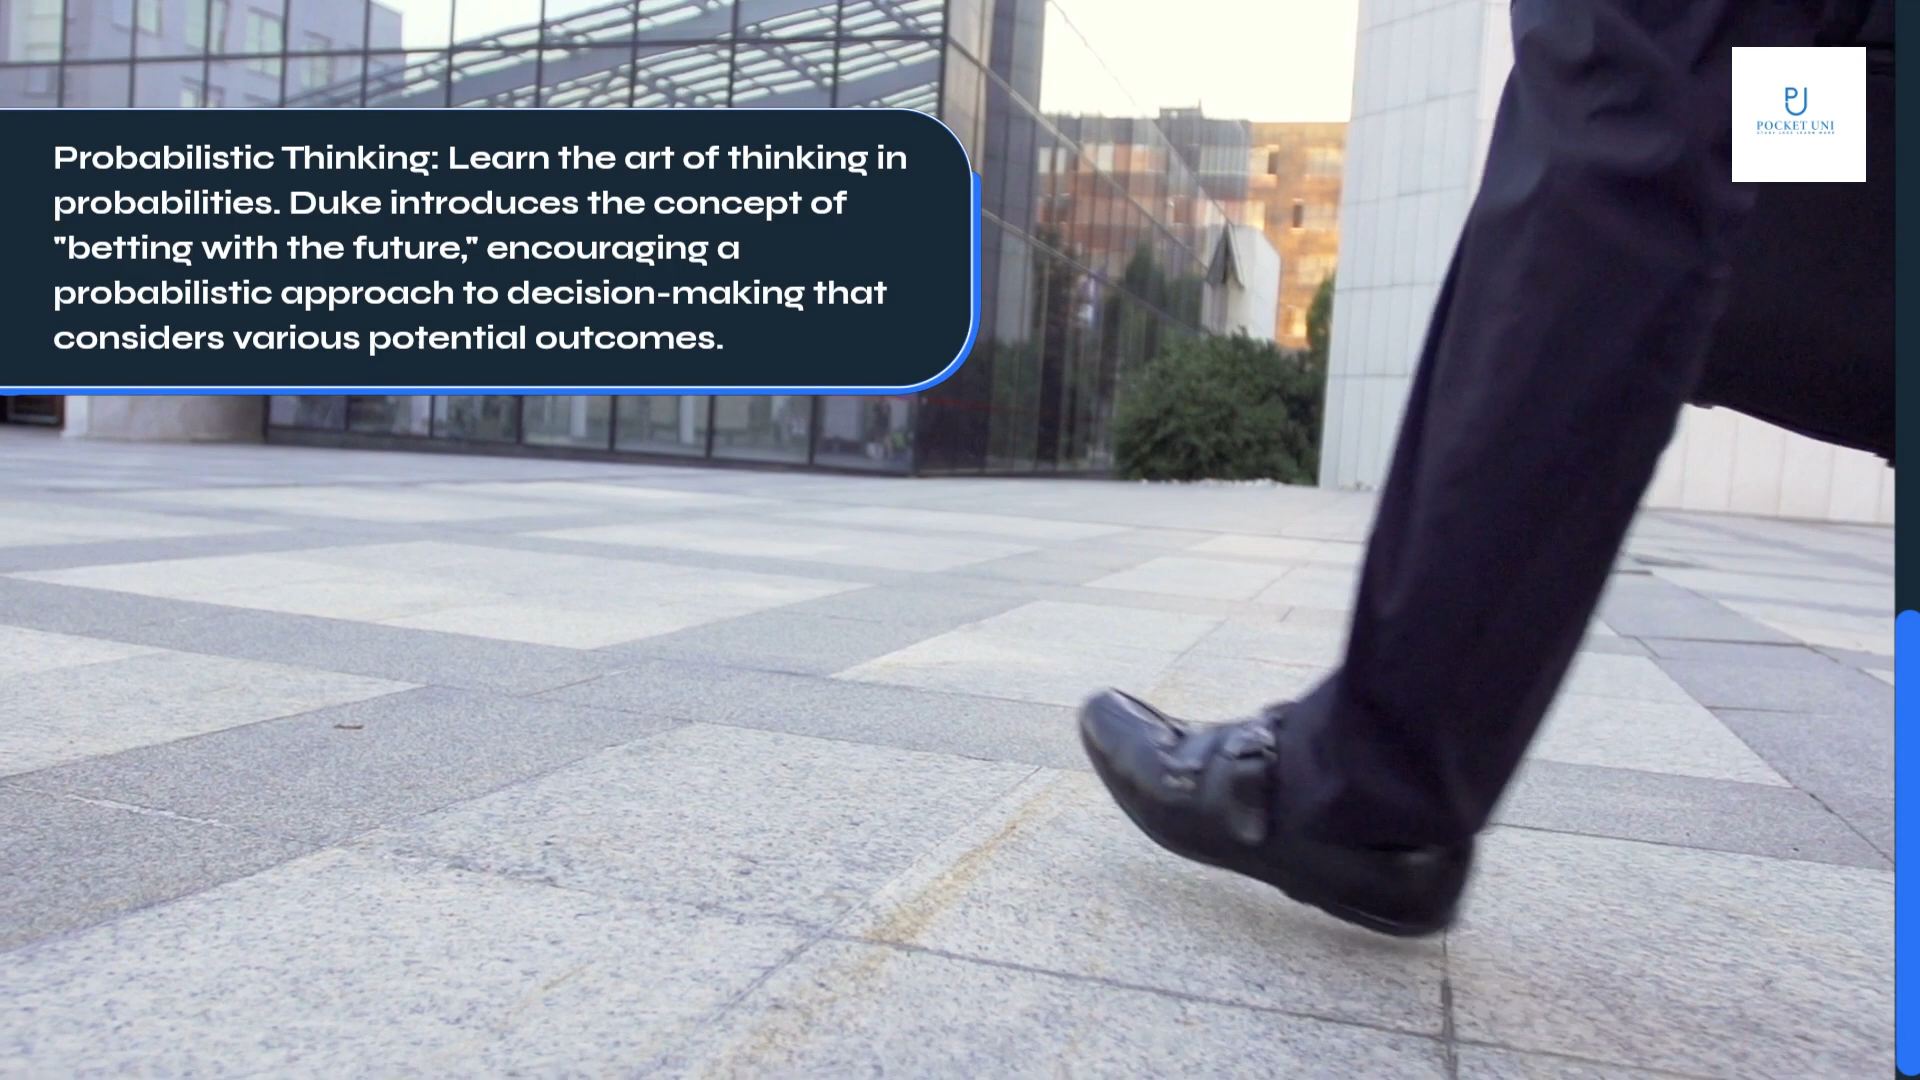 Probabilistic Thinking: Learn the art of thinking in
probabilities. Duke introduces the concept of
"betting with the future," encouraging a
probabilistic approach to decision-making that
considers various potential outcomes.
PU
POCKET UNI